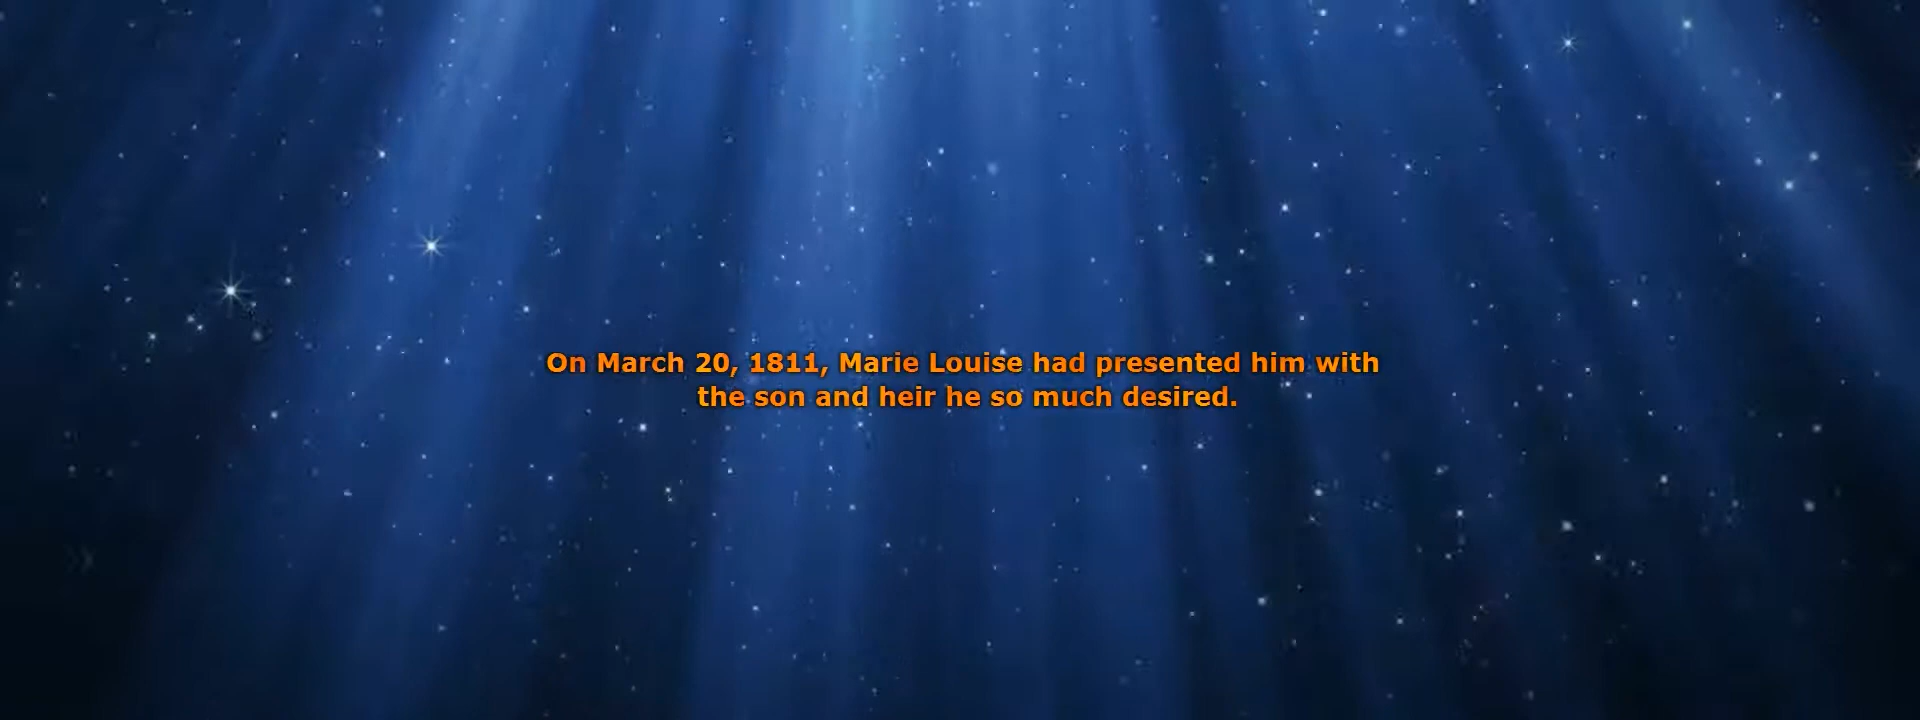 On March 20, 1811, Marie Louise had presented him with
the son and heir he so much desired.